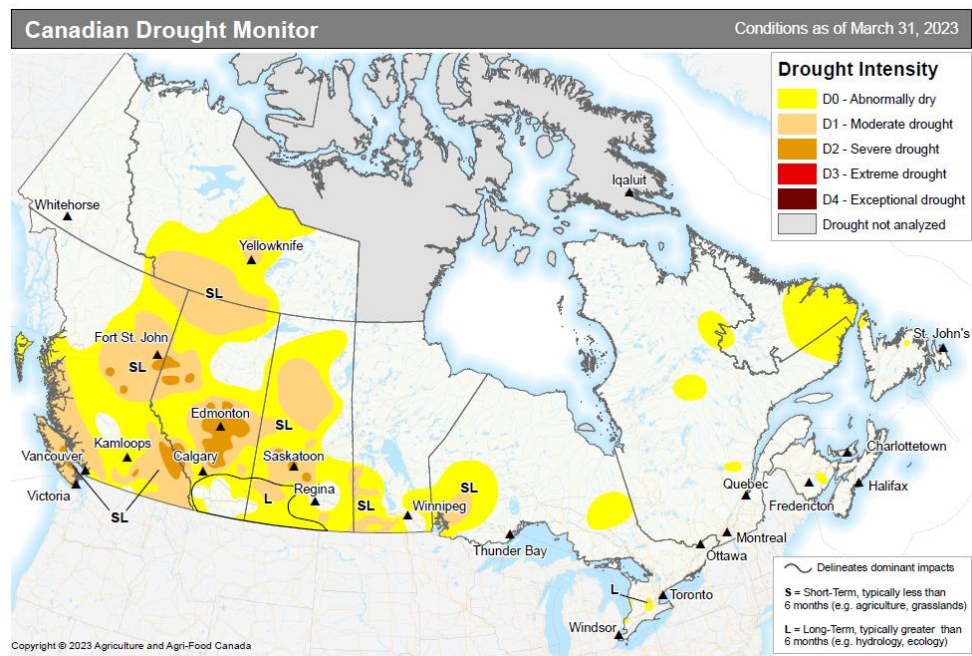 Canadian Drought Monitor
Conditions as of March 31, 2023
Drought Intensity
D0 - Abnormally dry
D1 - Moderate drought
D2 - Severe drought
D3 - Extreme drought
D4 - Exceptional drought
Drought not analyzed
Iqaluit
Whitehorse
Yellowknife
SL
Fort St. John
SL
St. John's
Edmonton
SL
Kamloops
Vancouver
Calgary
Saskatoon
Charlottetown
Victoria
L
Regina
SL
Winnipeg
SL
Quebec
Halifax
Fredericton
SL
Montreal
Thunder Bay
Ottawa
Delineates dominant impacts
L
Toronto
S = Short-Term, typically less than
6 months (e.g. agriculture, grasslands)
Windsor
L = Long-Term, typically greater than
6 months (e.g. hydrology, ecology)
Copyright © 2023 Agriculture and Agri-Food Canada